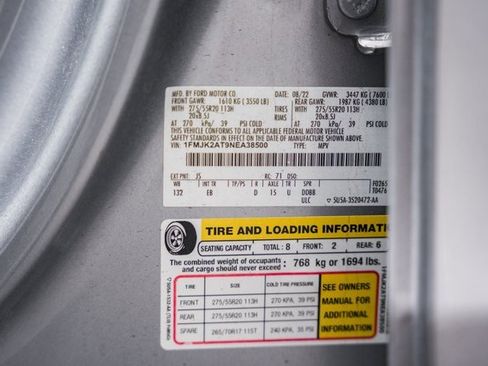 MFD. BY FORD MOTOR CO. DATE: 08/22 GVWR: 3447 KG ( 7600
FRONT GAWR: 1610 KG ( 3550 LB) REAR GAWR: 1987 KG ( 4380 LB)
WITH 275/55R20 113H TIRES WITH 275/55R20 113H
20x8.5J RIMS 20x8.5J
AT 270 kPa/ 39 PSI COLD AT 270 kPa/ 39 PSI COLD
THIS VEHICLE CONFORMS TO ALL APPLICABLE FEDERAL MOTOR VEHICLE
SAFETY STANDARDS IN EFFECT ON THE DATE OF MANUFACTURE SHOWN ABOVE.
VIN: 1FMJK2AT9NEA38500 TYPE: MPV
EXT PNT: JS RC: 71 DSO:
WB INT TR TP/PS R AXLE TR SPR
132 EB D 15 U DDBB
ULC ▽ 5U5A-3520472-AA
TIRE AND LOADING INFORMATI
SEATING CAPACITY TOTAL : 8 FRONT: 2 REAR: 6
The combined weight of occupants and cargo should never exceed : 768 kg or 1694 lbs.
TIRE SIZE COLD TIRE PRESSURE
FRONT 275/55R20 113H 270 KPA, 39 PSI
REAR 275/55R20 113H 270 KPA, 39 PSI
SPARE 265/70R17 115T 240 KPA, 35 PSI
SEE OWNERS
MANUAL FOR
ADDITIONAL
INFORMATION
1FMJK2AT9NEA38500